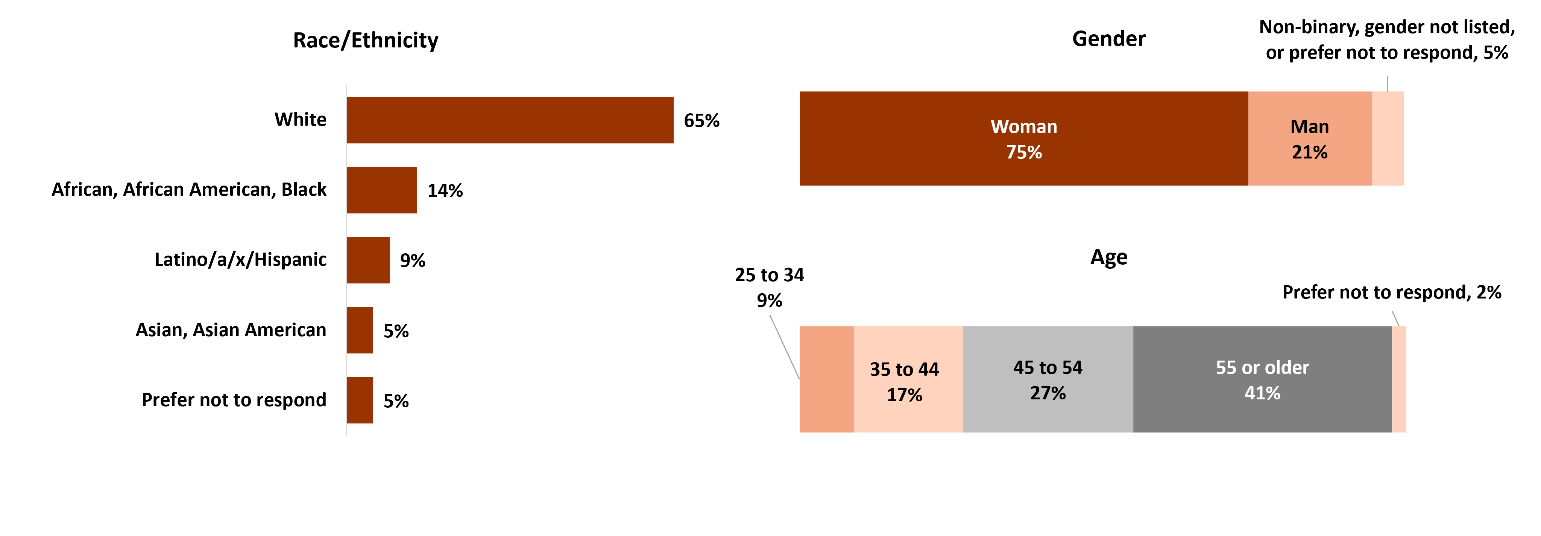 Race/Ethnicity
White
65%
African, African American, Black
14%
Latino/a/x/Hispanic
9%
Asian, Asian American
5%
Prefer not to respond
5%
Gender
Non-binary, gender not listed,
or prefer not to respond, 5%
Woman
75%
Man
21%
Age
25 to 34
9%
Prefer not to respond, 2%
35 to 44
17%
45 to 54
27%
55 or older
41%